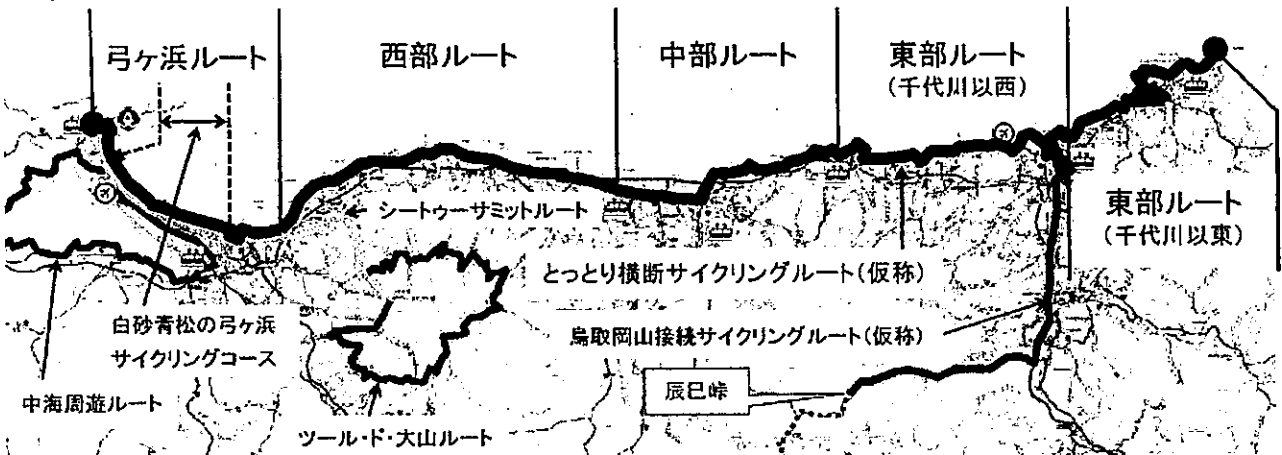 弓ヶ浜ルート
西部ルート
中部ルート
東部ルート
(千代川以西)
東部ルート
(千代川以東)
シートゥーサミットルート
とっとり横断サイクリングルート(仮称)
鳥取岡山接続サイクリングルート(仮称)
白砂青松の弓ヶ浜
サイクリングコース
辰巳峠
中海周遊ルート
ツール・ド・大山ルート